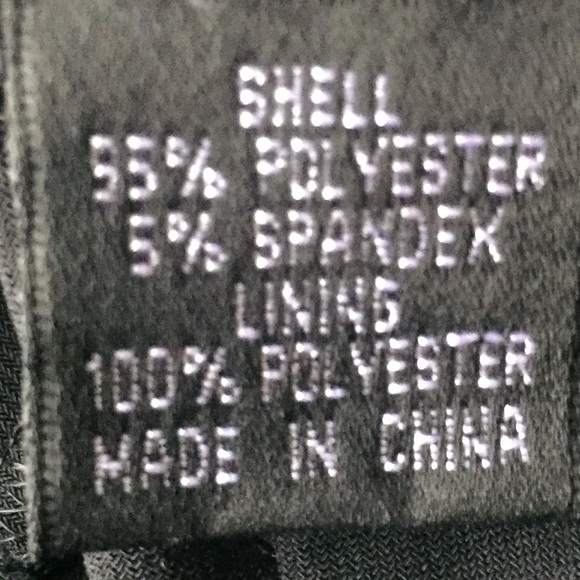 SHELL
95% POLYESTER
5% SPANDEX
LINING
100% POLYESTER
MADE IN CHINA